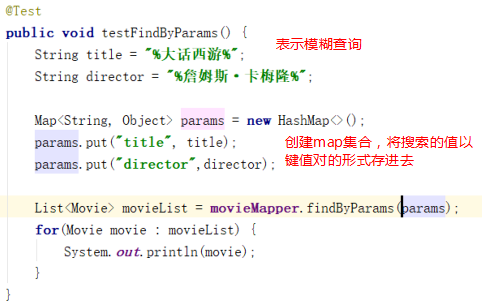 @Test
public void testFindByParams() {
String title = "%大话西游%";
表示模糊查询
String director = "%詹姆斯·卡梅隆%";
Map<String, Object> params = new HashMap<>();
params.put("title", title);
params.put("director",director);
创建map集合，将搜索的值以
键值对的形式存进去
List<Movie> movieList = movieMapper.findByParams(params);
for(Movie movie : movieList) {
System.out.println(movie);
}
}